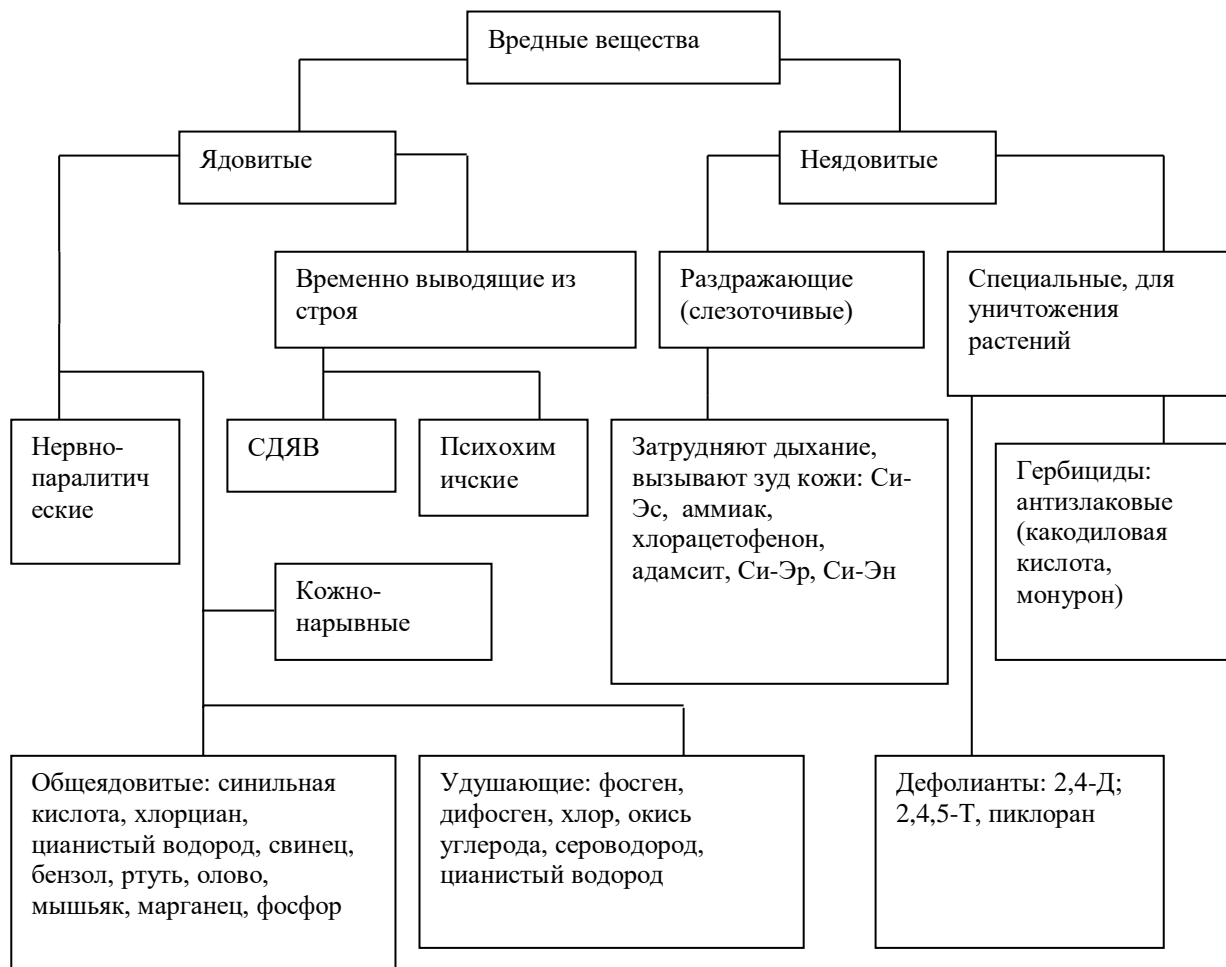 Вредные вещества
Ядовитые
Неядовитые
Временно выводящие из
строя
Раздражающие
(слезоточивые)
Специальные, для
уничтожения
растений
Нервно-
паралитич
еские
СДЯВ
Психохим
ичские
Затрудняют дыхание,
вызывают зуд кожи: Си-
Эс,  аммиак,
хлорацетофенон,
адамсит, Си-Эр, Си-Эн
Гербициды:
антизлаковые
(какодиловая
кислота,
монурон)
Кожно-
нарывные
Общеядовитые: синильная
кислота, хлорциан,
цианистый водород, свинец,
бензол, ртуть, олово,
мышьяк, марганец, фосфор
Удушающие: фосген,
дифосген, хлор, окись
углерода, сероводород,
цианистый водород
Дефолианты: 2,4-Д;
2,4,5-Т, пиклоран